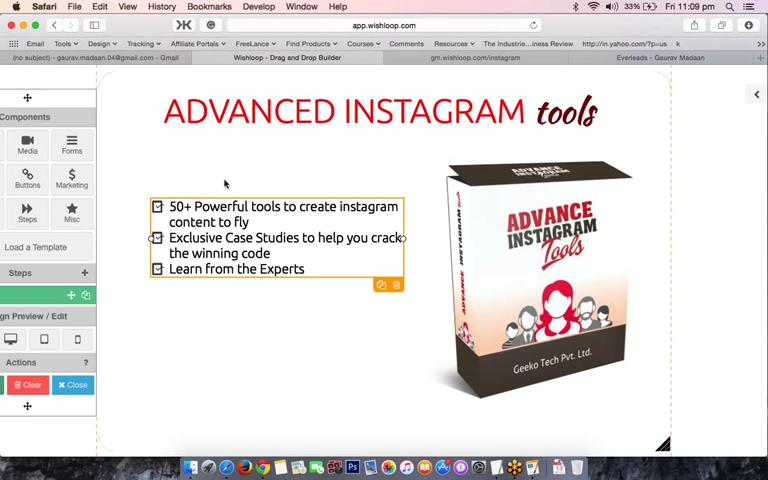 Safari File Edit View History Bookmarks Develop Window Help 33% Fri 11:09 pm
app.wishloop.com
Email Tools Design Tracking Affiliate Portals FreeLance Find Products Courses Comments Resources The Industrie...iness Review http://in.yahoo.com/?p=us k
(no subject) - gaurav.madaan.04@gmail.com - Gmail Wishloop - Drag and Drop Builder gm.wishloop.com/instagram Everleads - Gaurav Madaan
Components
Media Forms
Buttons Marketing
Steps Misc
Load a Template
Steps +
gn Preview / Edit
Actions ?
Clear Close
ADVANCED INSTAGRAM tools
50+ Powerful tools to create instagram
content to fly
Exclusive Case Studies to help you crack
the winning code
Learn from the Experts
ADVANCE
INSTAGRAM
ADVANCE
INSTAGRAM
Tools
ADVANCE INSTAGRAM Tools
Geeko Tech Pvt. Ltd.